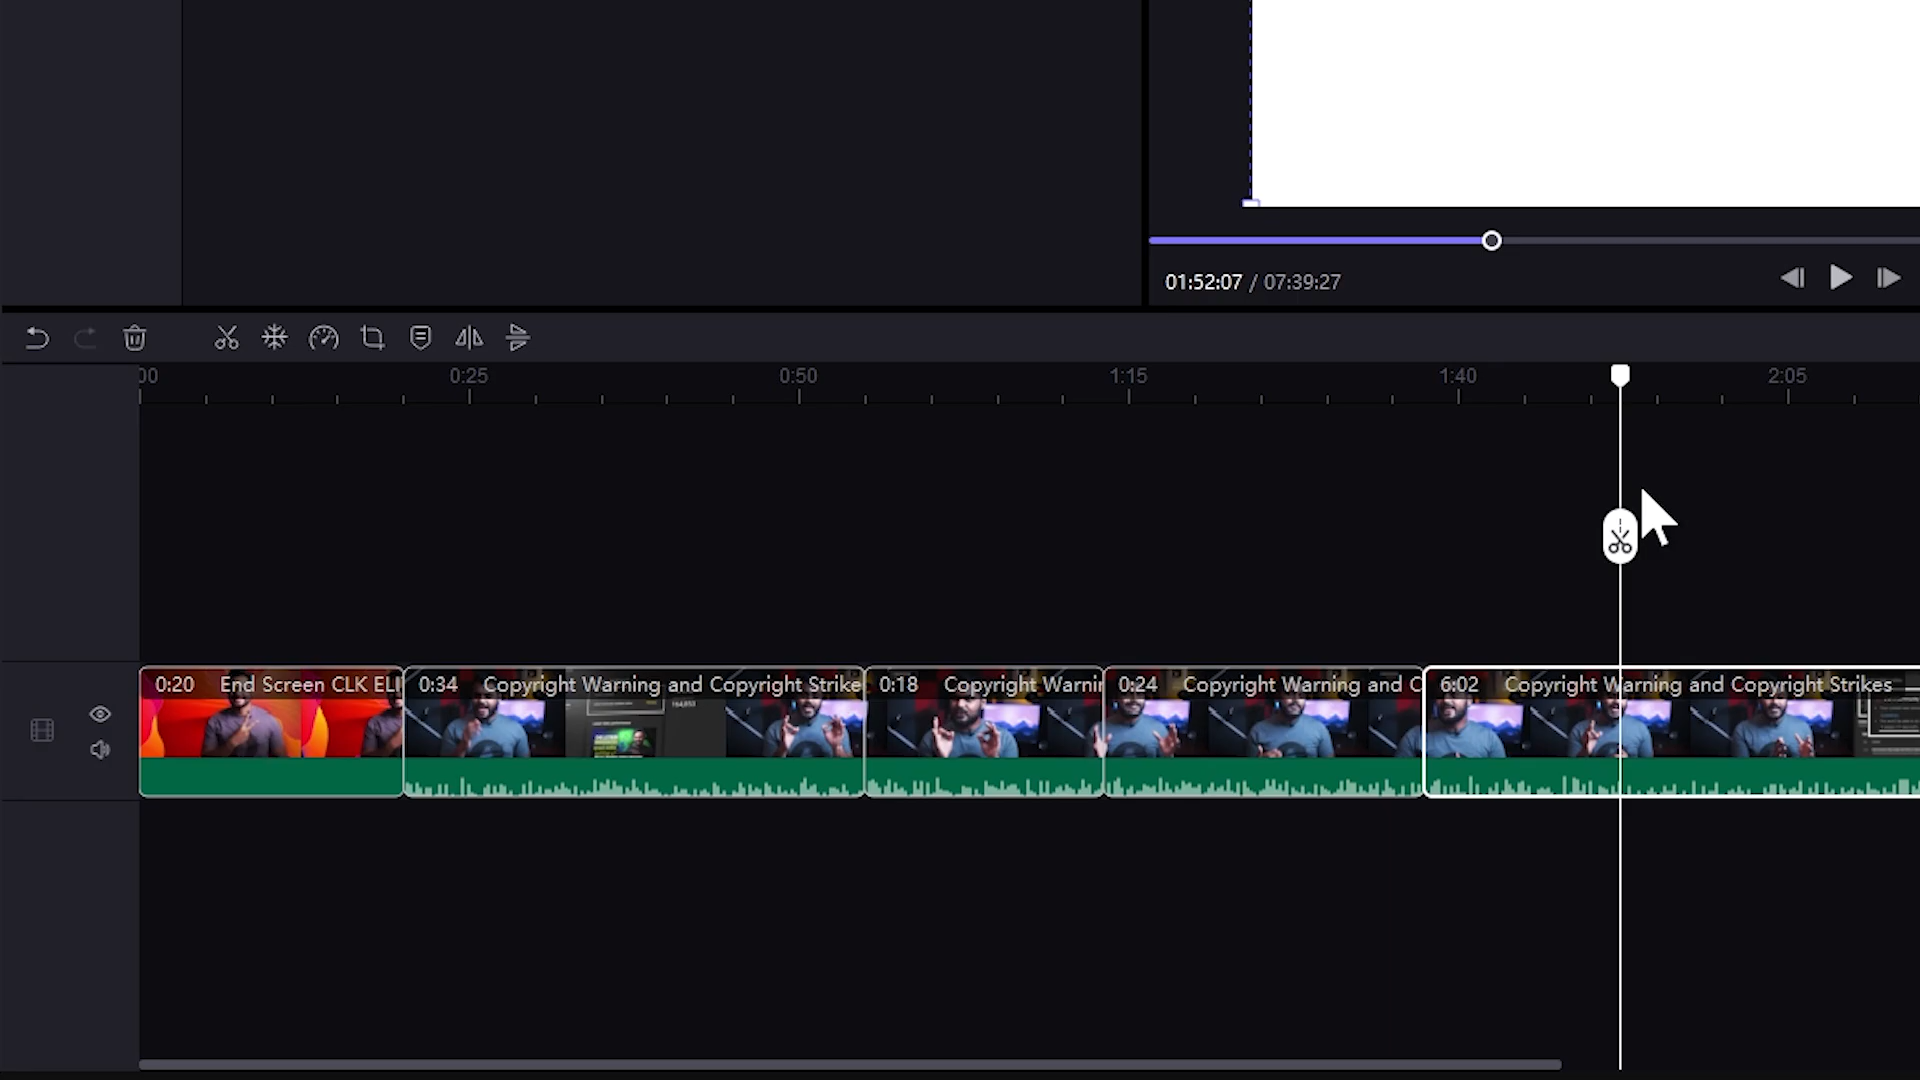 01:52:07 / 07:39:27
00 0:25 0:50 1:15 1:40 2:05
0:20 End Screen CLK ELI
0:34 Copyright Warning and Copyright Strike
0:18 Copyright Warnin
0:24 Copyright Warning and C
6:02 Copyright Warning and Copyright Strikes